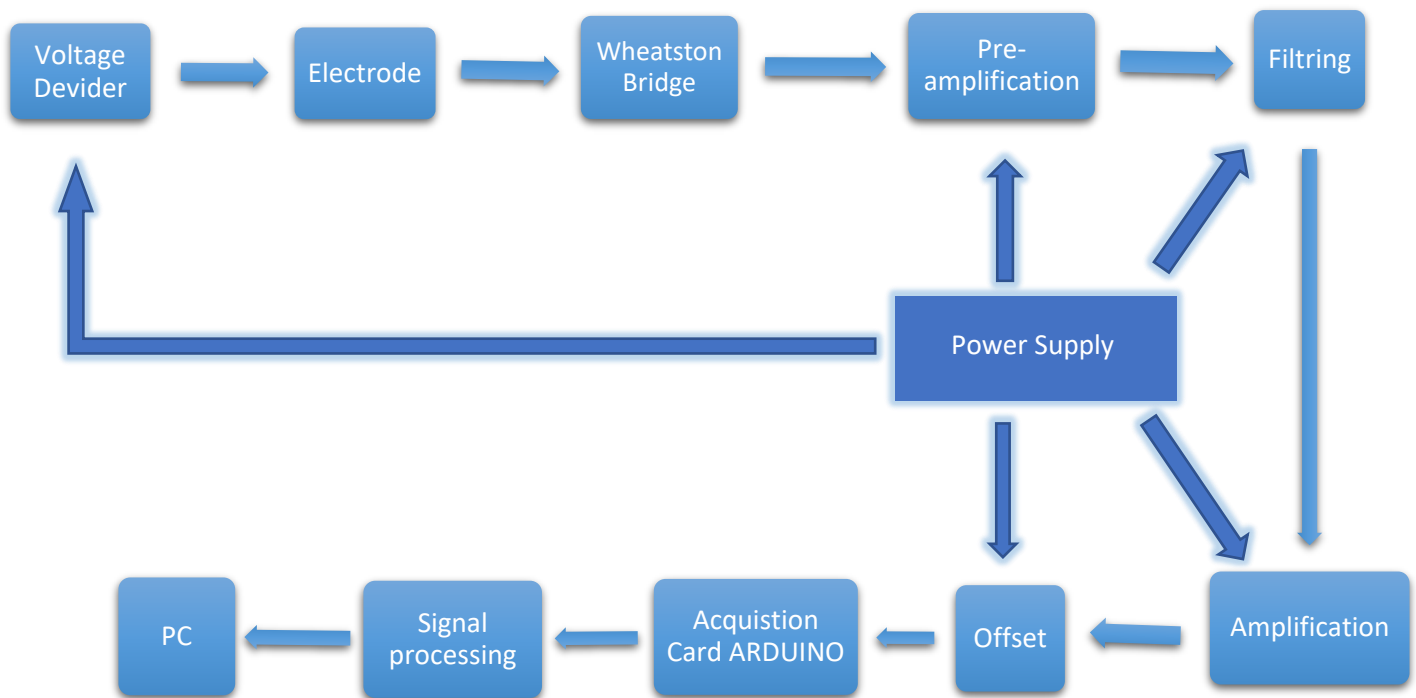 Voltage
Devider
Electrode
Wheatston
Bridge
Pre-
amplification
Filtring
Power Supply
PC
Signal
processing
Acquistion
Card ARDUINO
Offset
Amplification